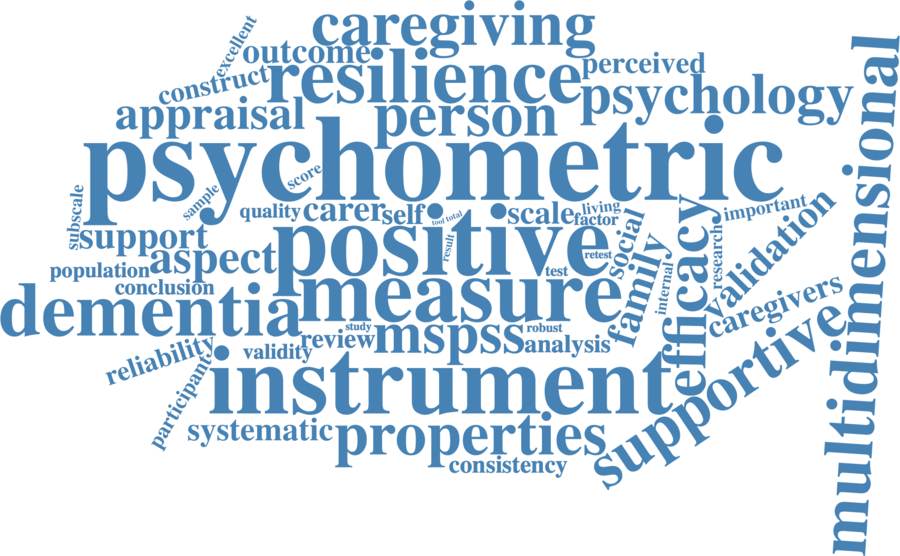 caregiving
excellent
outcome
construct
resilience
perceived
psychology
appraisal
person
multidimensional
psychometric
score
sample
subscale
quality
carer
self
tool
total
scale
living
factor
important
support
positive
result
social
efficacy
researcher
validation
population
aspect
test
retest
family
internal
conclusion
dementia
measure
caregivers
study
robust
reliability
validity
review
mspss
analysis
supportive
participant
instrument
systematic
properties
consistency